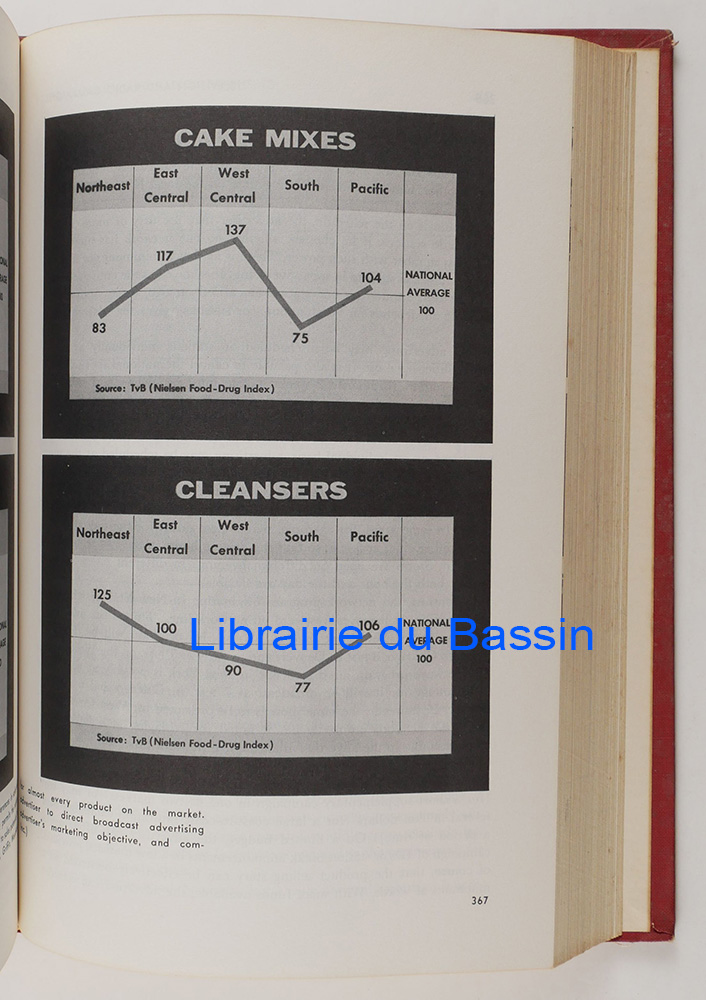 CAKE MIXES
Northeast
East
Central
West
Central
South
Pacific
83
117
137
75
104
NATIONAL
AVERAGE
100
Source: TvB (Nielsen Food-Drug Index)
CLEANSERS
Northeast
East
Central
West
Central
South
Pacific
125
100
90
77
106
NATIONAL
AVERAGE
100
Librairie du Bassin
Source: TvB (Nielsen Food-Drug Index)
almost every product on the market.
to direct broadcast advertising
marketing objective, and com-
367